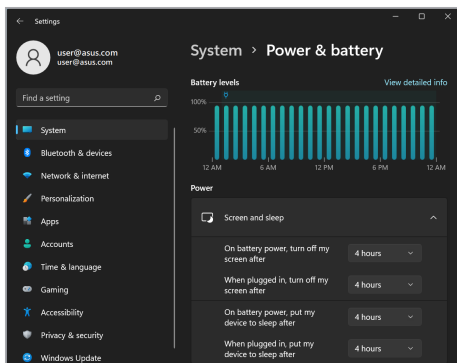 Settings
user@asus.com
user@asus.com
Find a setting
System
Bluetooth & devices
Network & internet
Personalization
Apps
Accounts
Time & language
Gaming
Accessibility
Privacy & security
Windows Update
System > Power & battery
Battery levels
View detailed info
100%
50%
12 AM 6 AM 12 PM 6 PM 12 AM
Power
Screen and sleep
On battery power, turn off my
screen after
4 hours
When plugged in, turn off my
screen after
4 hours
On battery power, put my
device to sleep after
4 hours
When plugged in, put my
device to sleep after
4 hours